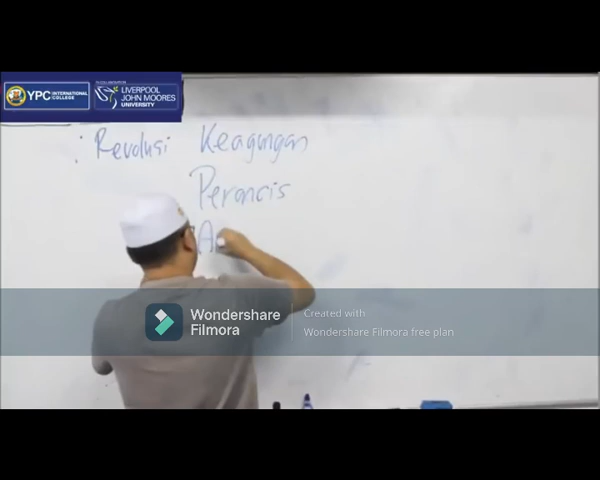 YPC INTERNATIONAL COLLEGE
LIVERPOOL JOHN MOORES UNIVERSITY
: Revolusi Keagungan
Perancis
A
Wondershare Filmora
Created with
Wondershare Filmora free plan